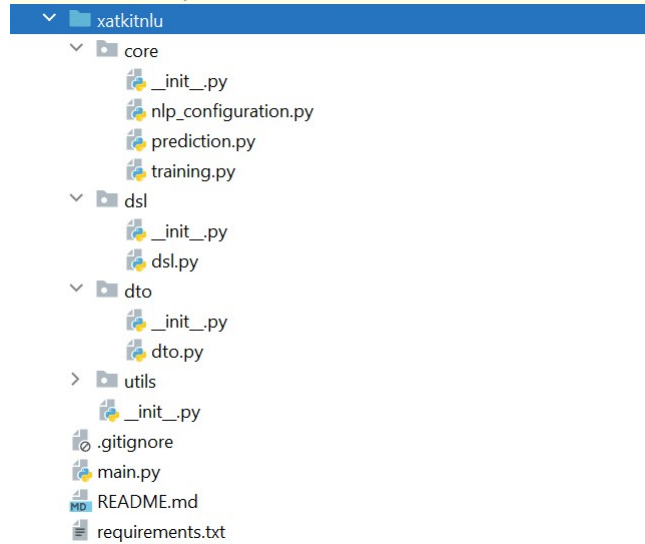 xatkitnlu
core
__init__.py
nlp_configuration.py
prediction.py
training.py
dsl
__init__.py
dsl.py
dto
__init__.py
dto.py
utils
__init__.py
.gitignore
main.py
MD README.md
requirements.txt